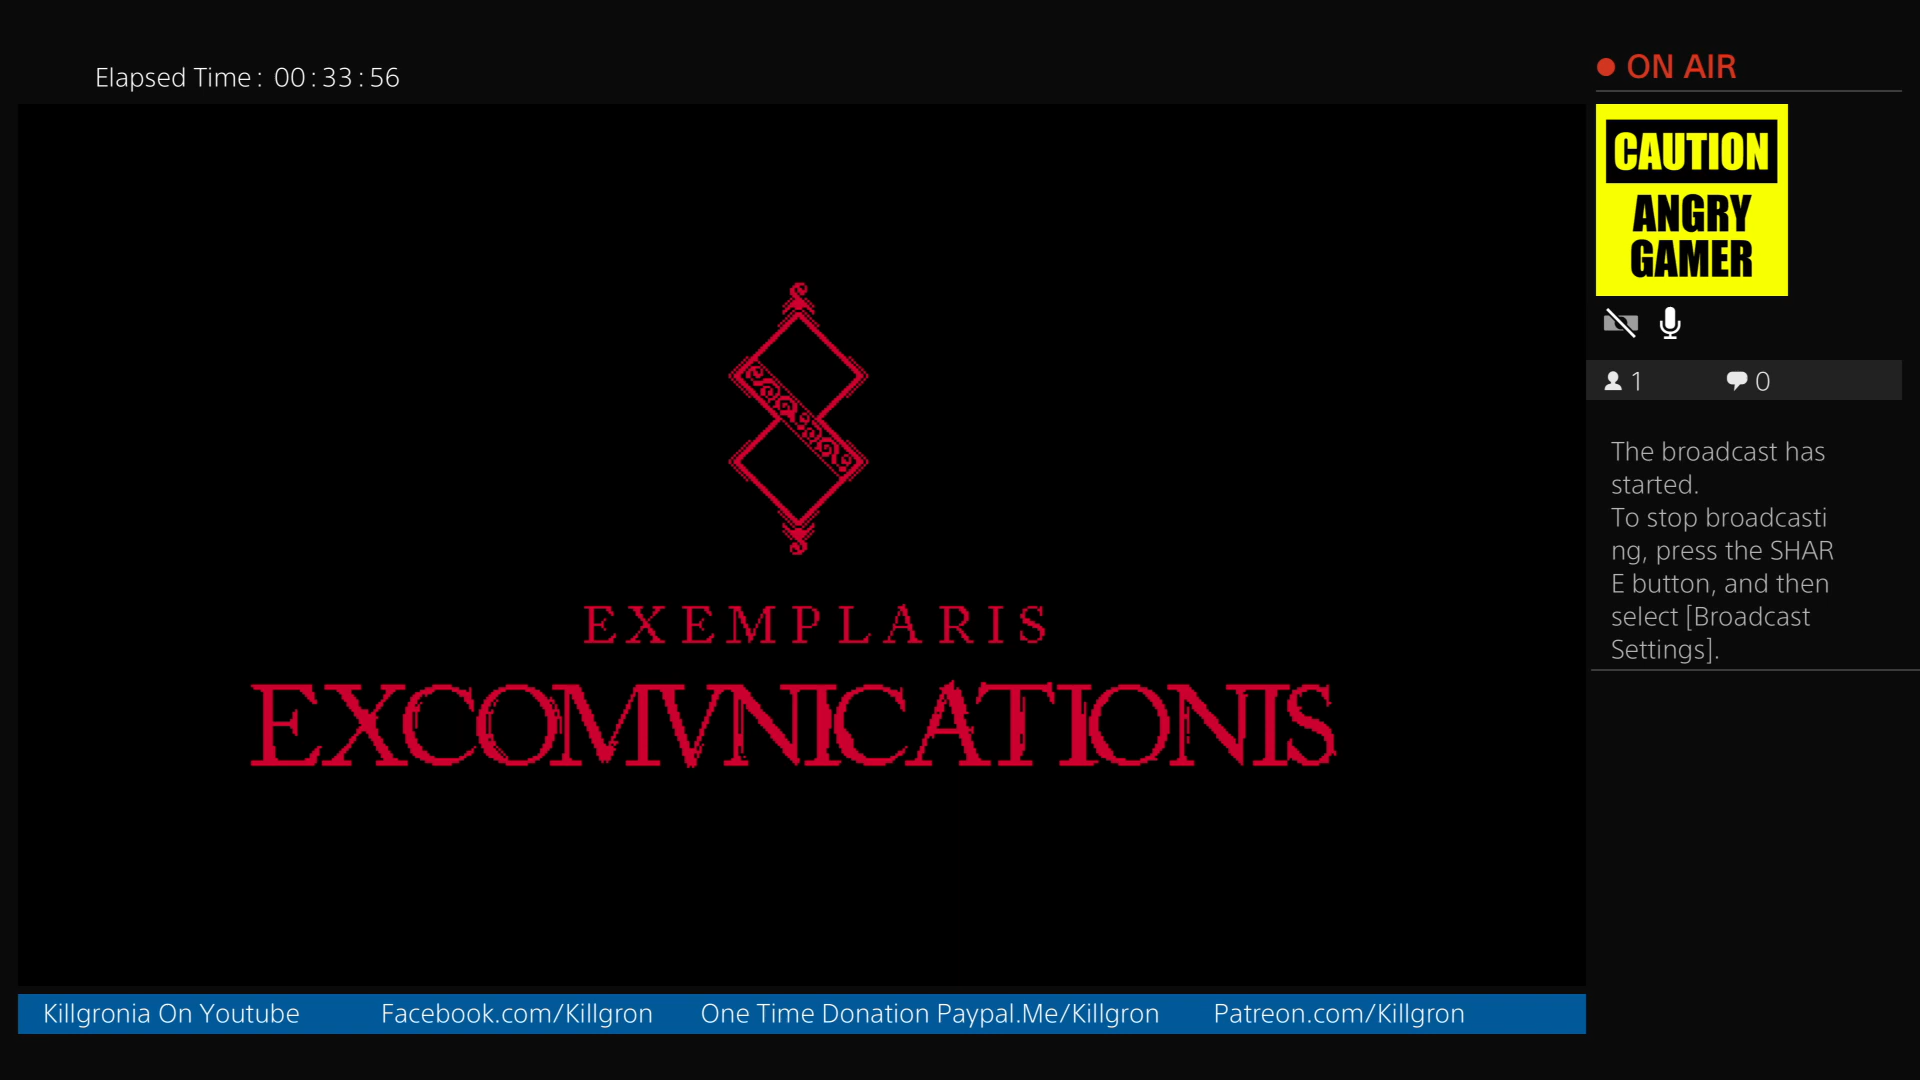 Elapsed Time: 00:33:56
ON AIR
CAUTION
ANGRY
GAMER
1
0
The broadcast has
started.
To stop broadcasti
ng, press the SHAR
E button, and then
select [Broadcast
Settings].
EXEMPLARIS
EXCOMVNICATIONIS
Killgronia On Youtube
Facebook.com/Killgron
One Time Donation Paypal.Me/Killgron
Patreon.com/Killgron